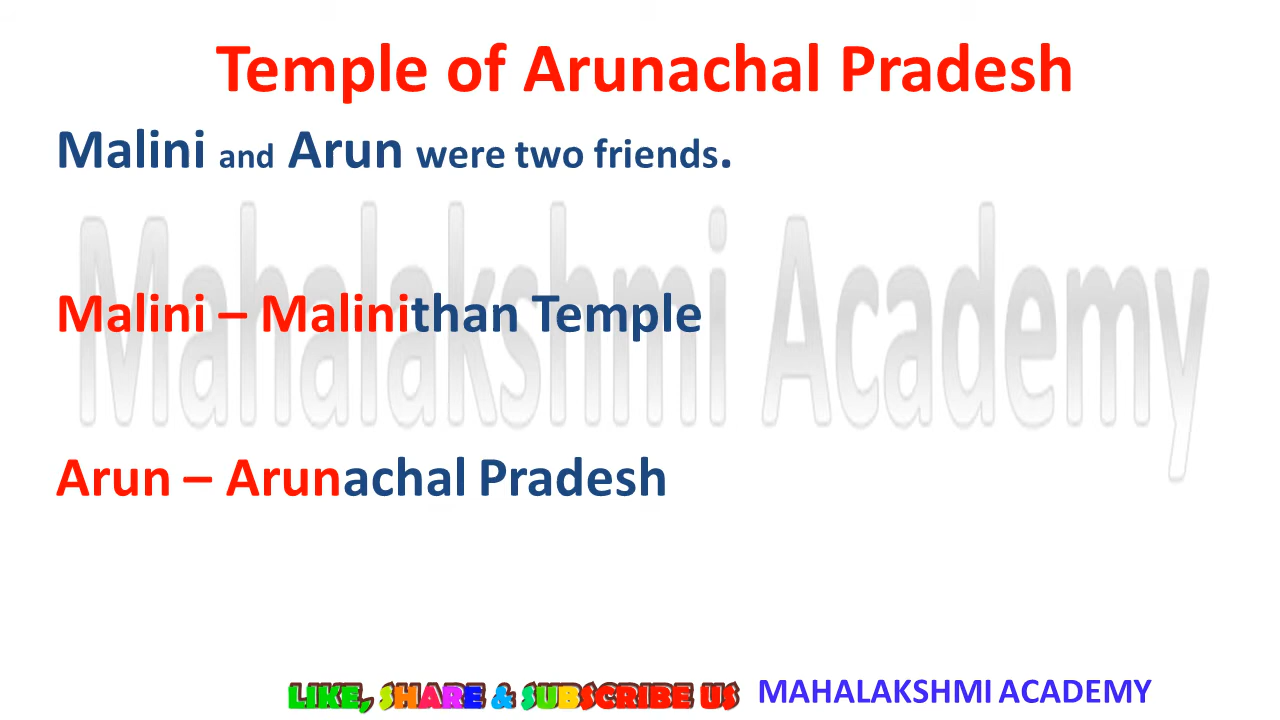 Temple of Arunachal Pradesh
Malini and Arun were two friends.
Mahalakshmi Academy
Malini – Malinithan Temple
Arun – Arunachal Pradesh
LIKE, SHARE & SUBSCRIBE US MAHALAKSHMI ACADEMY